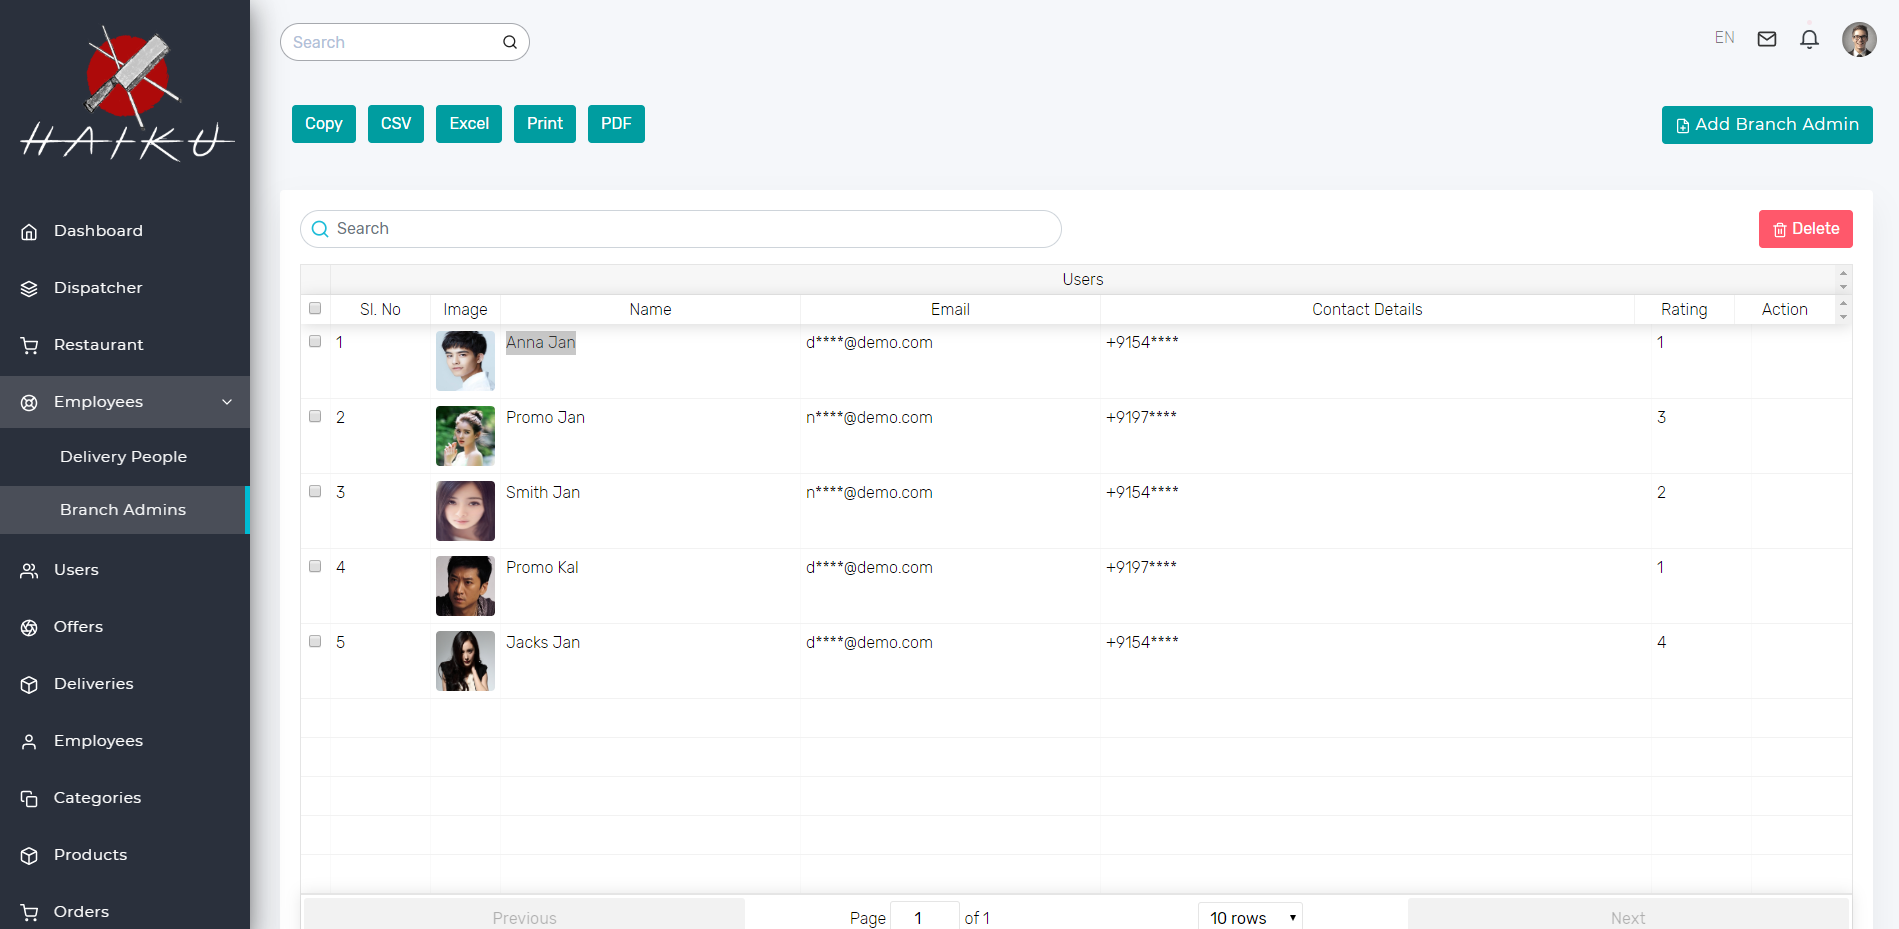 HAIKU
Search
EN
Copy CSV Excel Print PDF
Add Branch Admin
Dashboard
Dispatcher
Restaurant
Employees
Delivery People
Branch Admins
Users
Offers
Deliveries
Employees
Categories
Products
Orders
Search
Delete
Users
Sl. No Image Name Email Contact Details Rating Action
1 Anna Jan d****@demo.com +9154**** 1
2 Promo Jan n****@demo.com +9197**** 3
3 Smith Jan n****@demo.com +9154**** 2
4 Promo Kal d****@demo.com +9197**** 1
5 Jacks Jan d****@demo.com +9154**** 4
Previous Page 1 of 1 10 rows Next